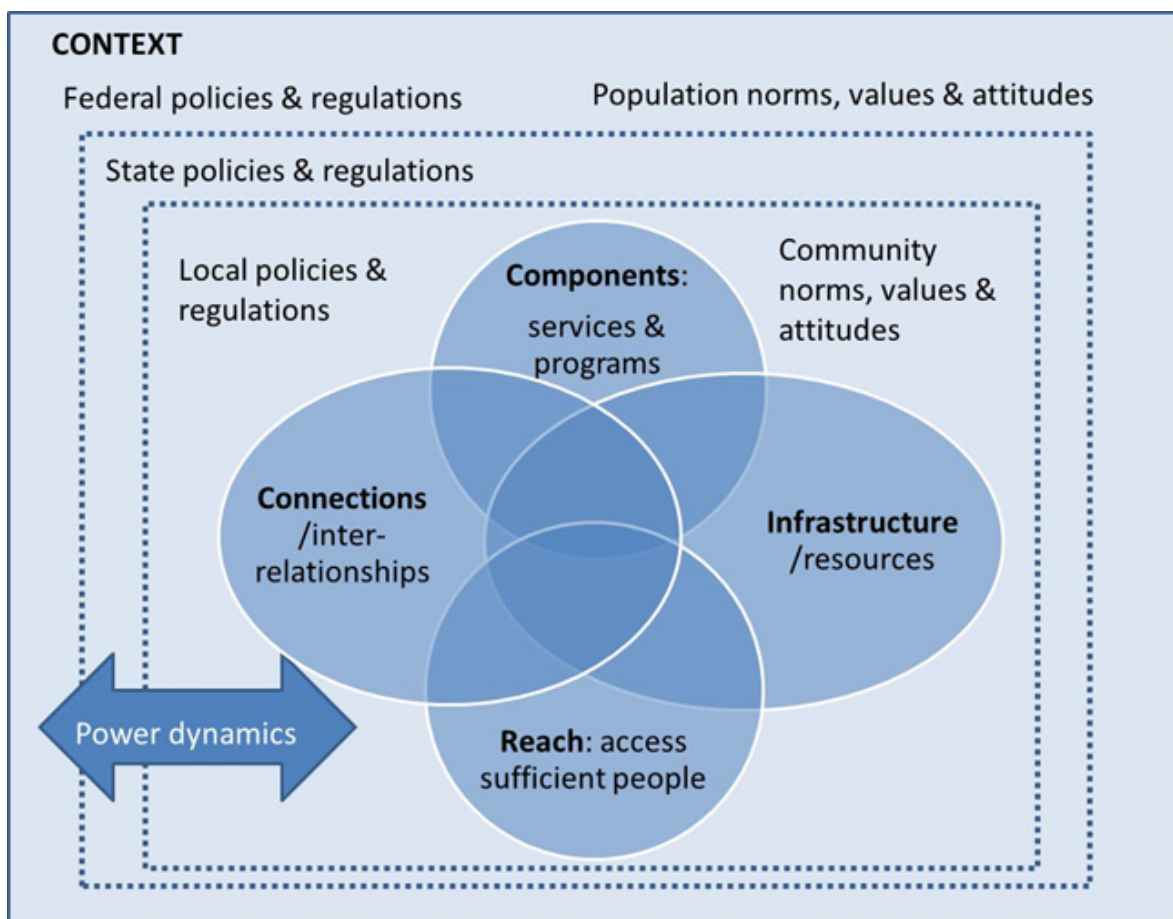 CONTEXT
Federal policies & regulations
Population norms, values & attitudes
State policies & regulations
Local policies &
regulations
Components:
services &
programs
Community
norms, values &
attitudes
Connections
/inter-
relationships
Infrastructure
/resources
Power dynamics
Reach: access
sufficient people